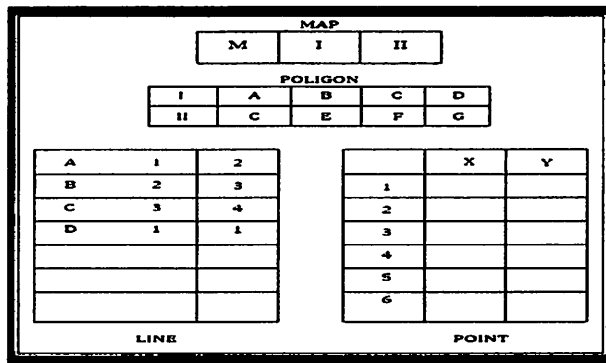 MAP
M I II
POLIGON
I A B C D
II C E F G
A 1 2
B 2 3
C 3 4
D 1 1
LINE
X Y
1
2
3
4
5
6
POINT